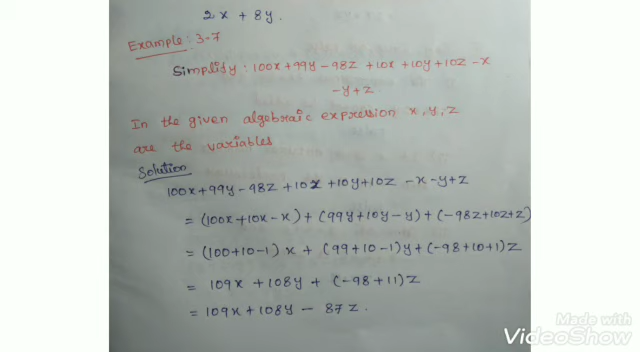 2x + 8y.
Example: 3-7
Simplify: 100x+99y-98z+10x+10y+10z-x
-y+z.
In the given algebraic expression x, y, z
are the variables
Solution
100x+99y-98z+10x+10y+10z-x-y+z
= (100x+10x-x)+(99y+10y-y)+(-98z+10z+z)
= (100+10-1)x+(99+10-1)y+(-98+10+1)z
= 109x+108y+(-98+11)z
= 109x+108y-87z.
Made with
VideoShow